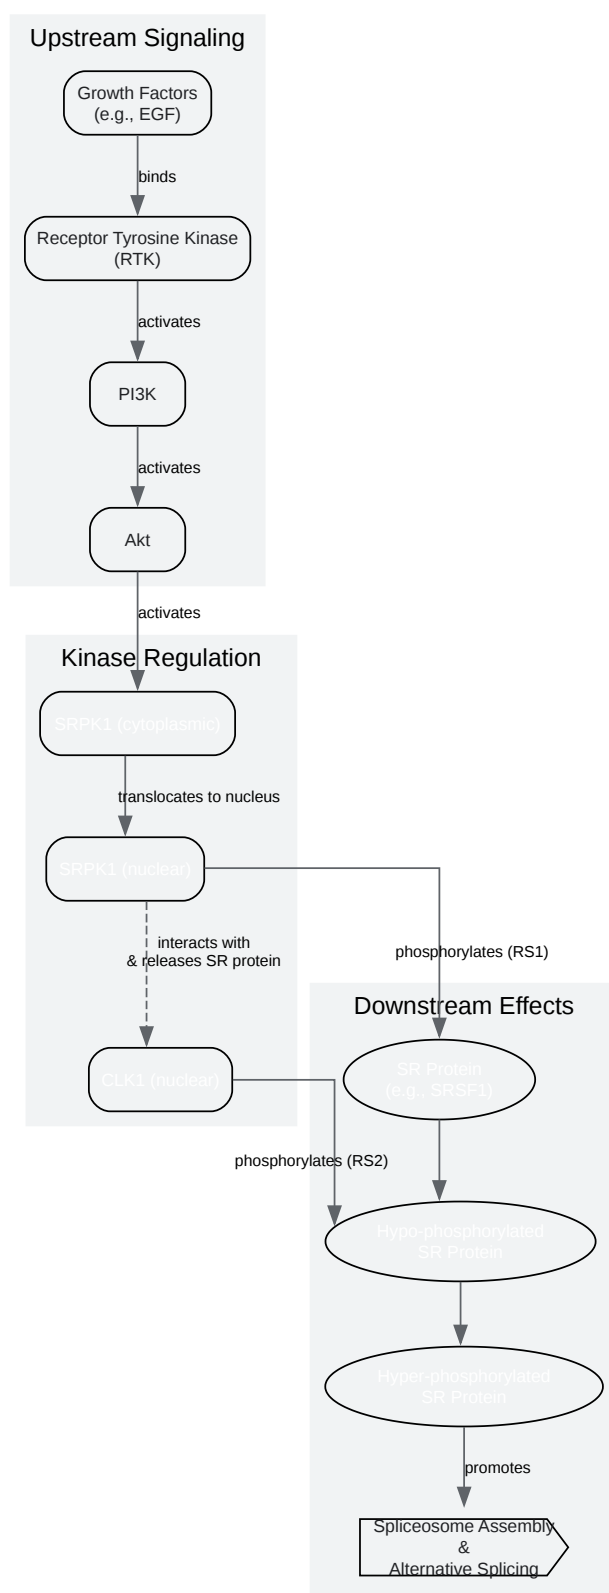 Upstream Signaling
Growth Factors
(e.g., EGF)
binds
Receptor Tyrosine Kinase
(RTK)
activates
PI3K
activates
Akt
activates
Kinase Regulation
SRPK1 (cytoplasmic)
translocates to nucleus
SRPK1 (nuclear)
interacts with
& releases SR protein
phosphorylates (RS1)
Downstream Effects
CLK1 (nuclear)
SR Protein
(e.g., SRSF1)
phosphorylates (RS2)
Hypo-phosphorylated
SR Protein
Hyper-phosphorylated
SR Protein
promotes
Spliceosome Assembly
&
Alternative Splicing